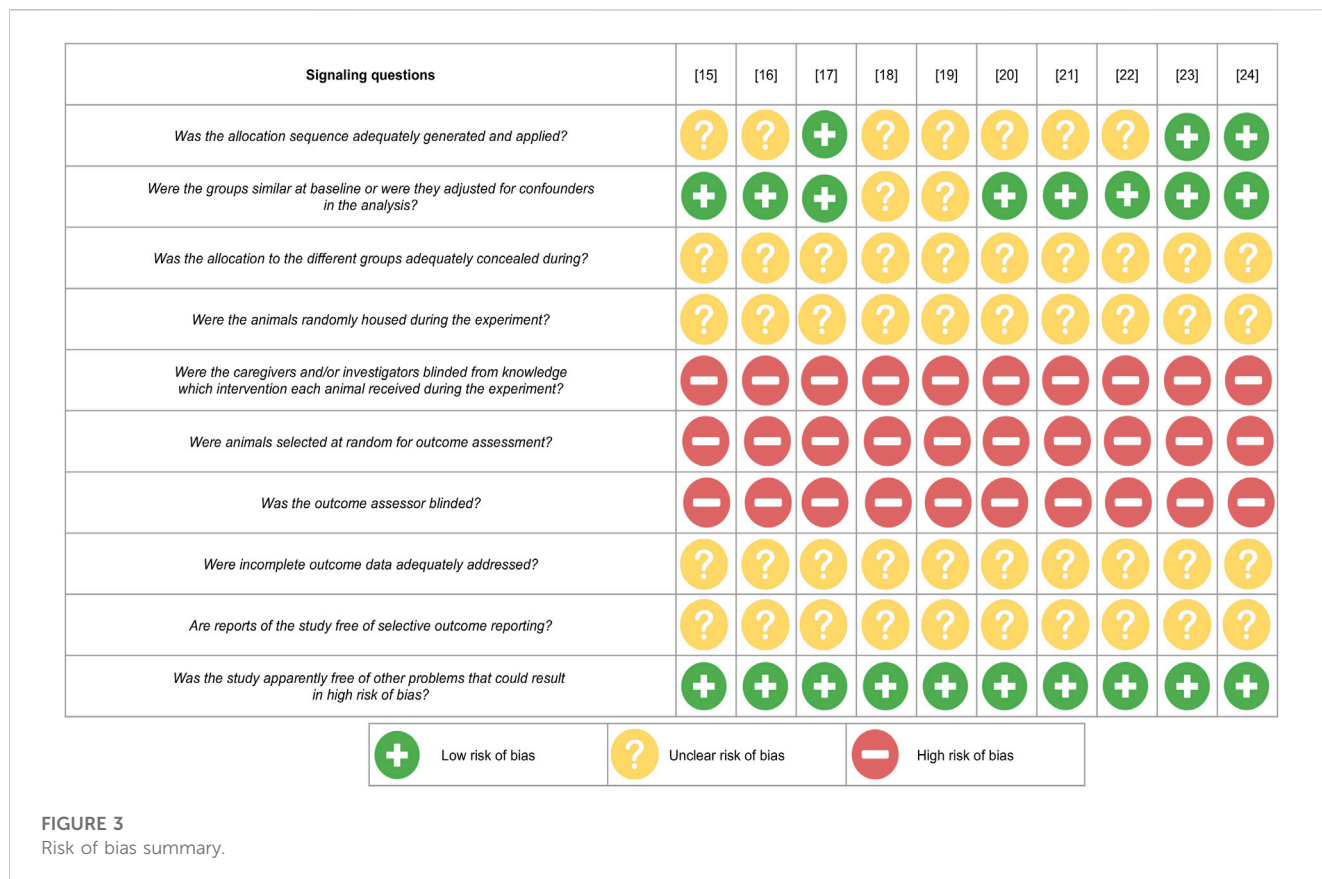 Signaling questions [15] [16] [17] [18] [19] [20] [21] [22] [23] [24]
Was the allocation sequence adequately generated and applied? ? ? + ? ? ? ? ? + +
Were the groups similar at baseline or were they adjusted for confounders
in the analysis? + + + ? ? + + + + +
Was the allocation to the different groups adequately concealed during? ? ? ? ? ? ? ? ? ? ?
Were the animals randomly housed during the experiment? ? ? ? ? ? ? ? ? ? ?
Were the caregivers and/or investigators blinded from knowledge
which intervention each animal received during the experiment? - - - - - - - - - -
Were animals selected at random for outcome assessment? - - - - - - - - - -
Was the outcome assessor blinded? - - - - - - - - - -
Were incomplete outcome data adequately addressed? ? ? ? ? ? ? ? ? ? ?
Are reports of the study free of selective outcome reporting? ? ? ? ? ? ? ? ? ? ?
Was the study apparently free of other problems that could result
in high risk of bias? + + + + + + + + + +
+ Low risk of bias ? Unclear risk of bias - High risk of bias
FIGURE 3
Risk of bias summary.